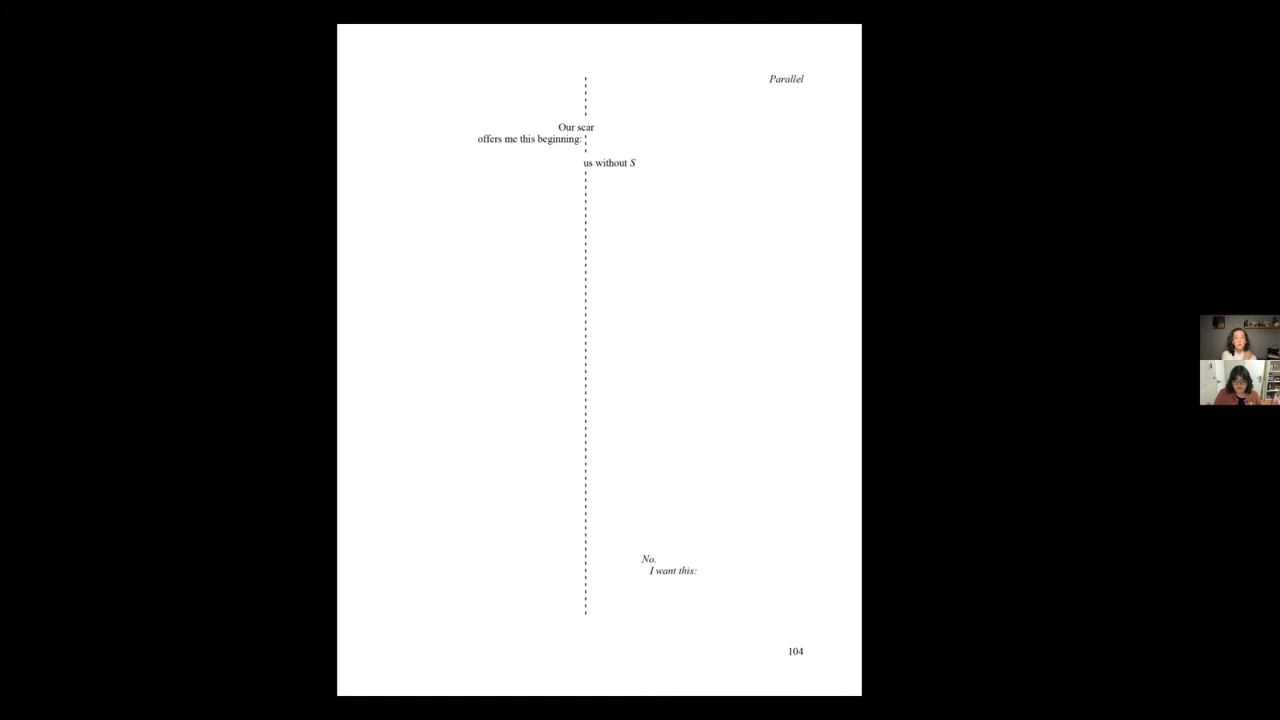 Parallel
Our scar
offers me this beginning:
us without S
No.
I want this:
104